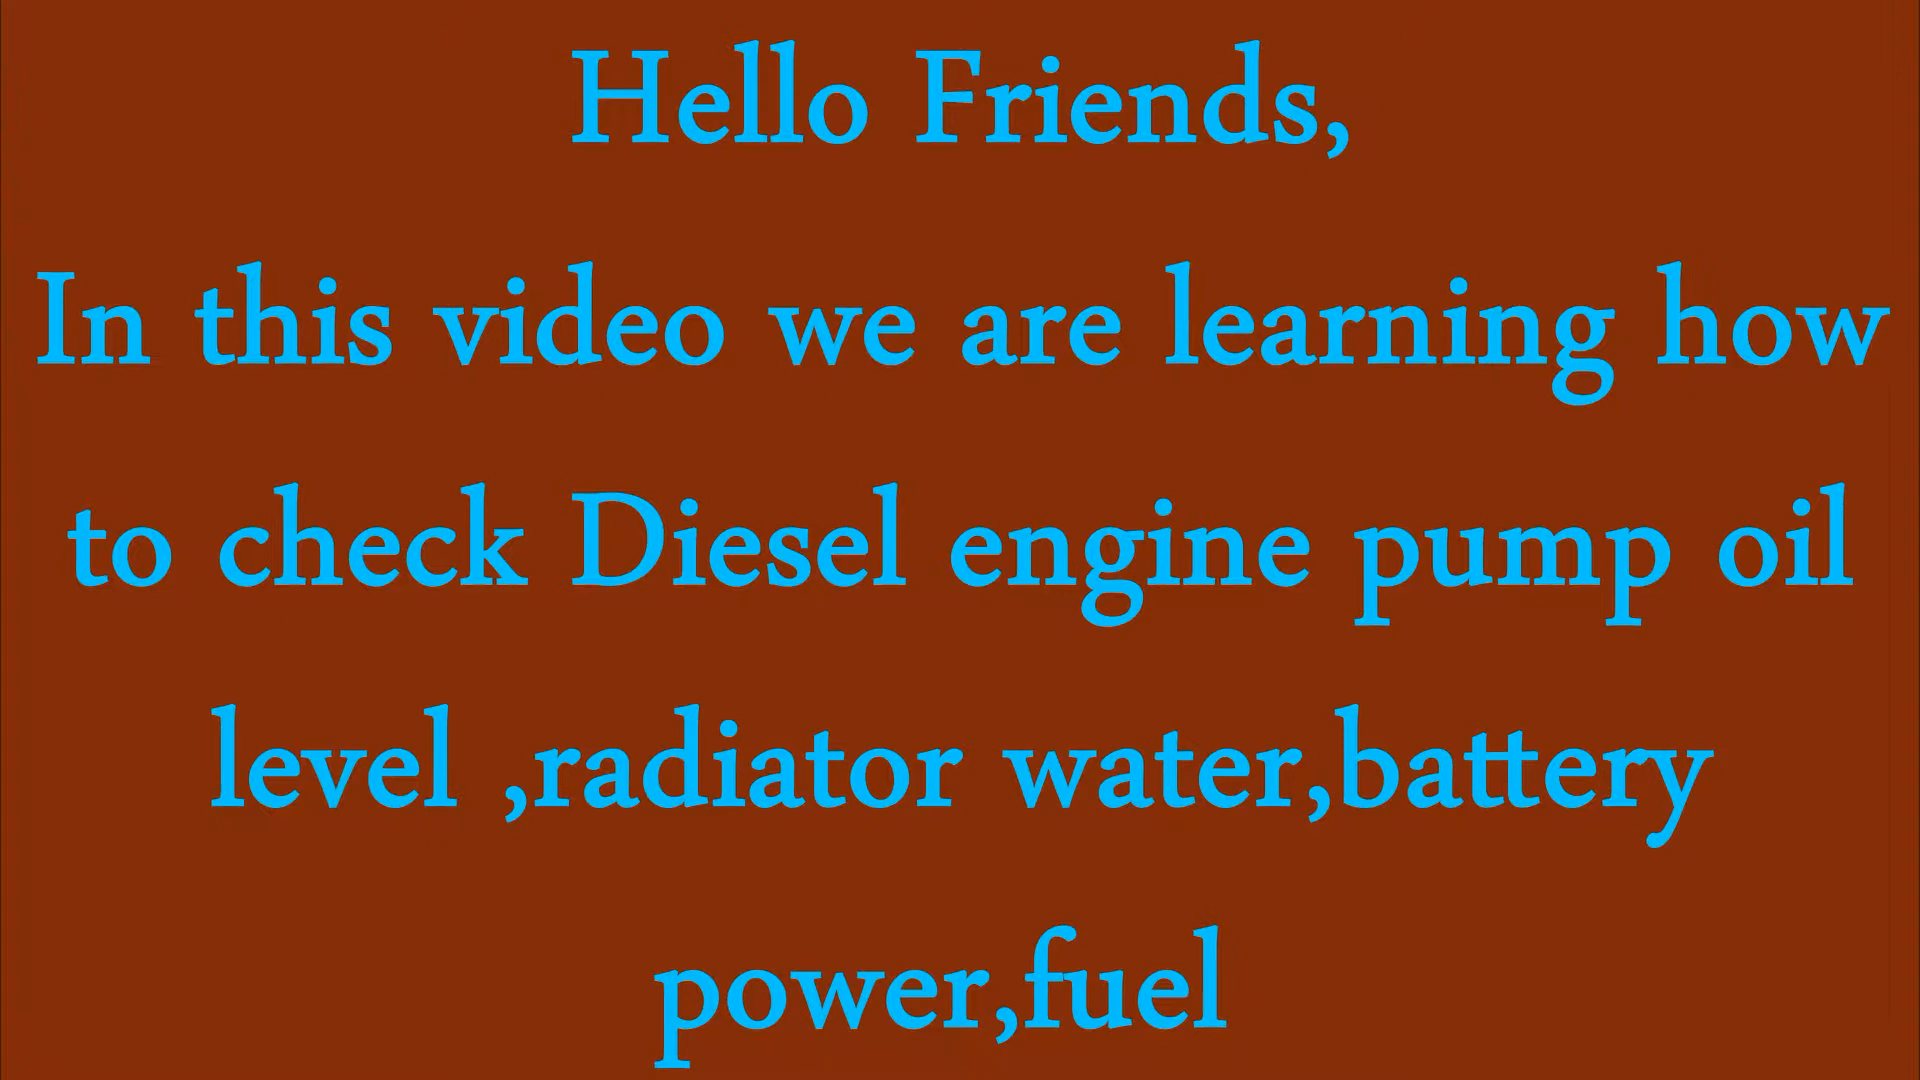 Hello Friends,
In this video we are learning how
to check Diesel engine pump oil
level ,radiator water,battery
power,fuel